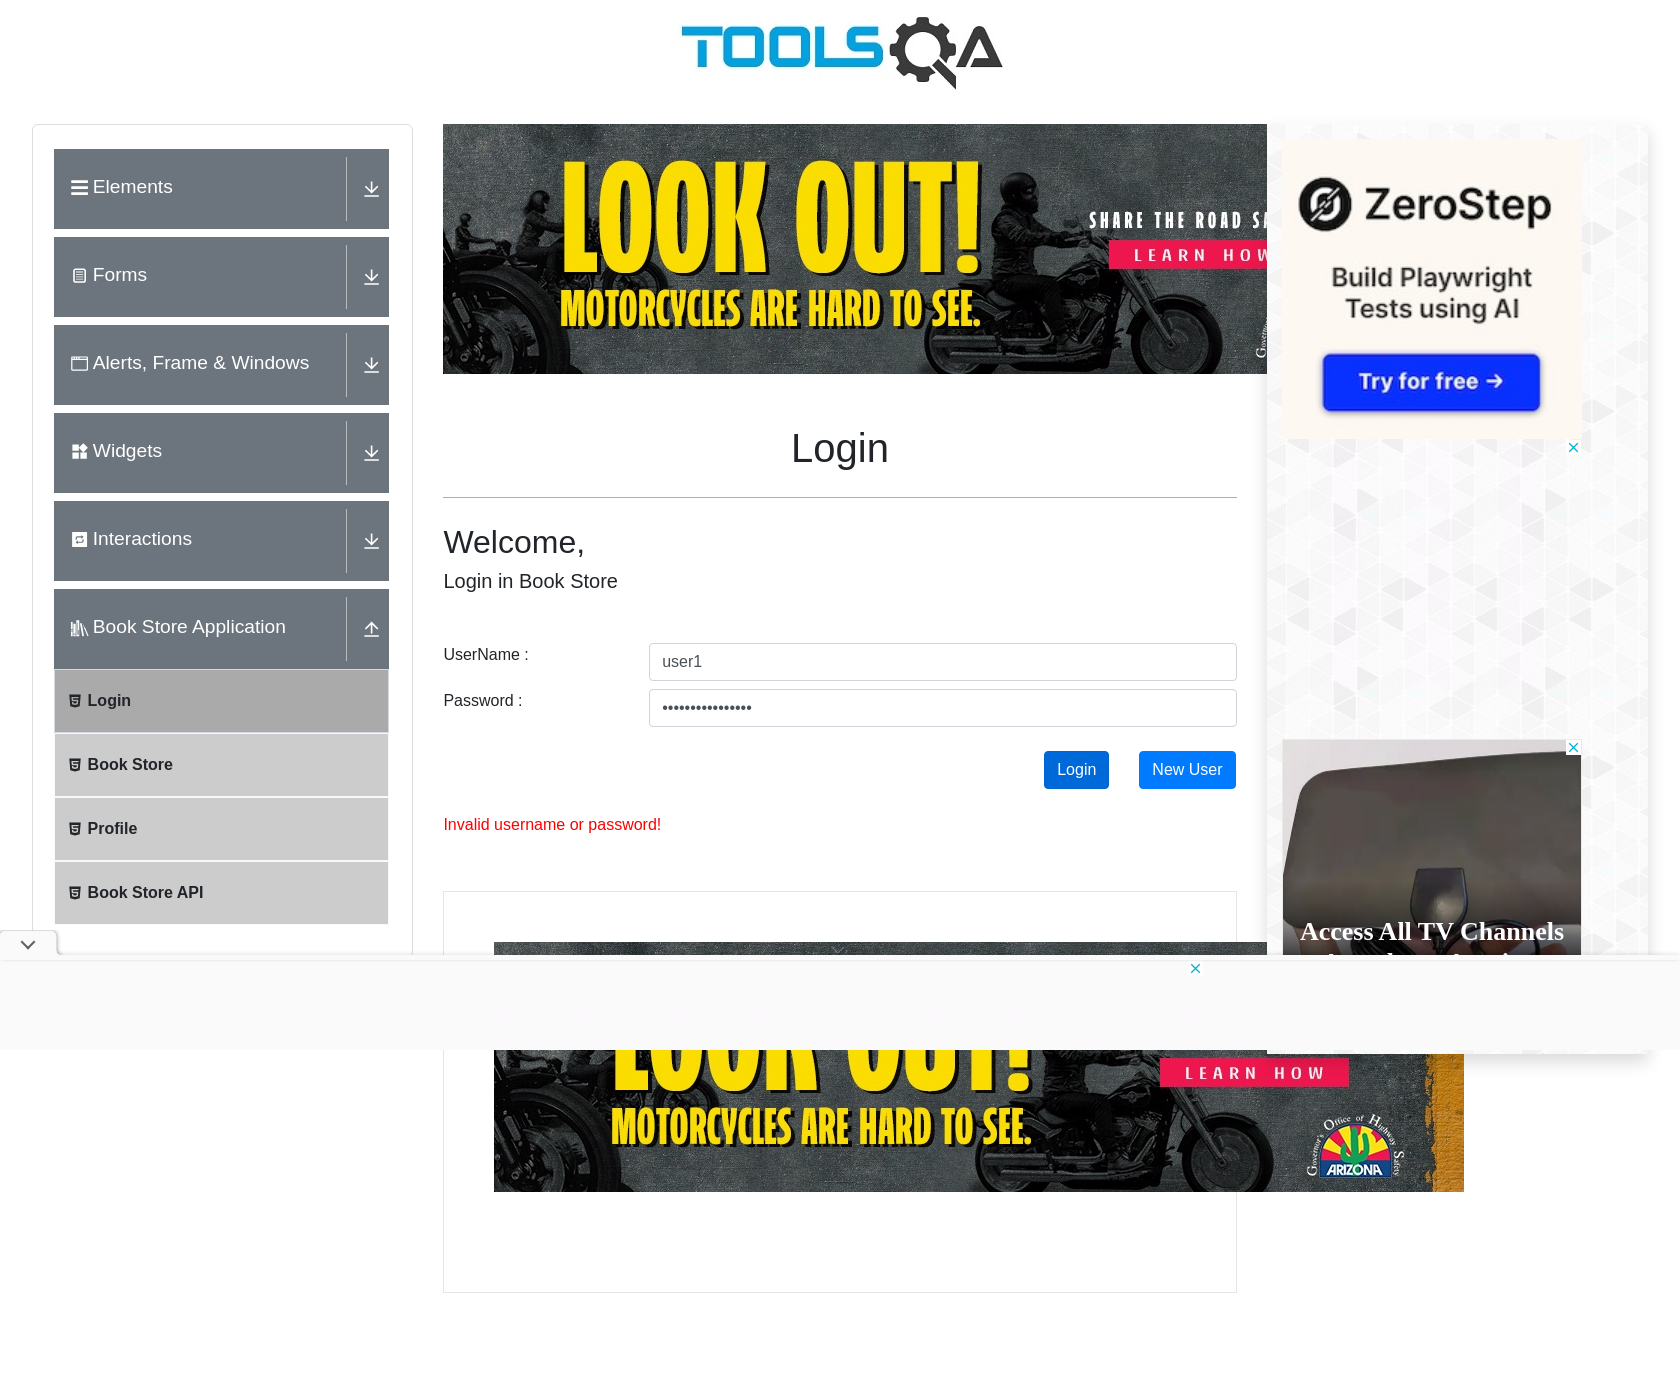 TOOLSQA
Elements
Forms
Alerts, Frame & Windows
Widgets
Interactions
Book Store Application
Login
Book Store
Profile
Book Store API
LOOK OUT!
MOTORCYCLES ARE HARD TO SEE.
SHARE THE ROAD
LEARN HOW
Login
Welcome,
Login in Book Store
UserName :
user1
Password :
••••••••••••••••
Login
New User
Invalid username or password!
ZeroStep
Build Playwright
Tests using AI
Try for free →
Access All TV Channels
LOOK OUT!
MOTORCYCLES ARE HARD TO SEE.
LEARN HOW
Governor's Office of Highway Safety
ARIZONA